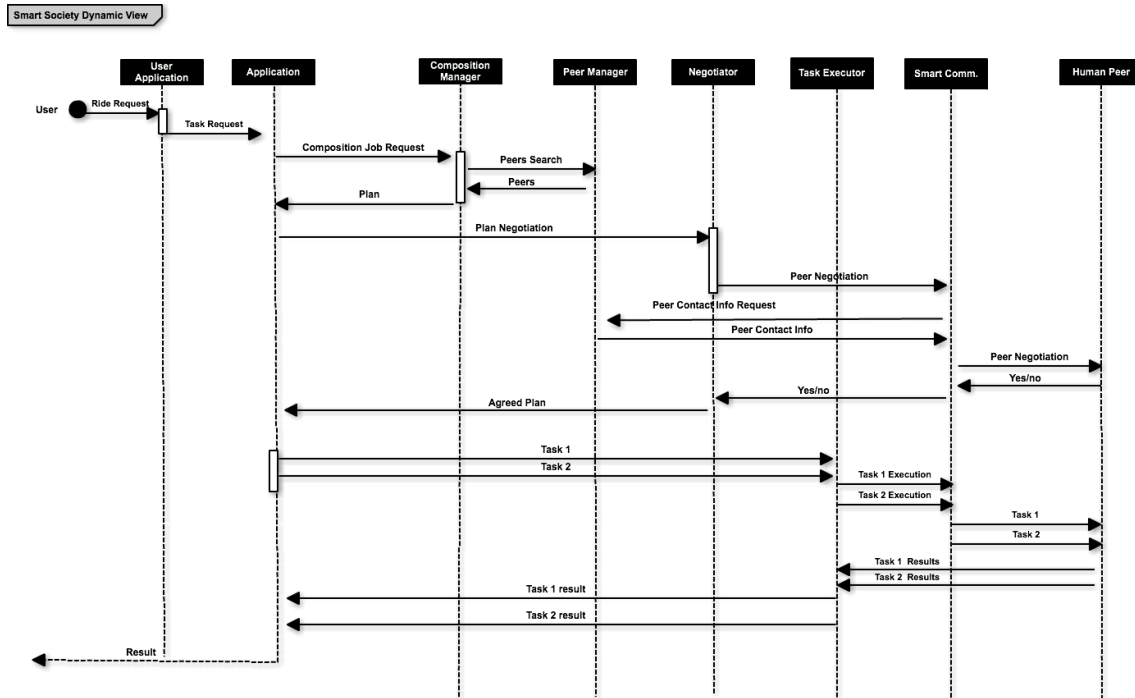 Smart Society Dynamic View
User
Application
Application
Composition
Manager
Peer Manager
Negotiator
Task Executor
Smart Comm.
Human Peer
User
Ride Request
Task Request
Composition Job Request
Peers Search
Peers
Plan
Plan Negotiation
Peer Negotiation
Peer Contact Info Request
Peer Contact Info
Peer Negotiation
Yes/no
Yes/no
Agreed Plan
Task 1
Task 2
Task 1 Execution
Task 2 Execution
Task 1
Task 2
Task 1 Results
Task 2 Results
Task 1 result
Task 2 result
Result